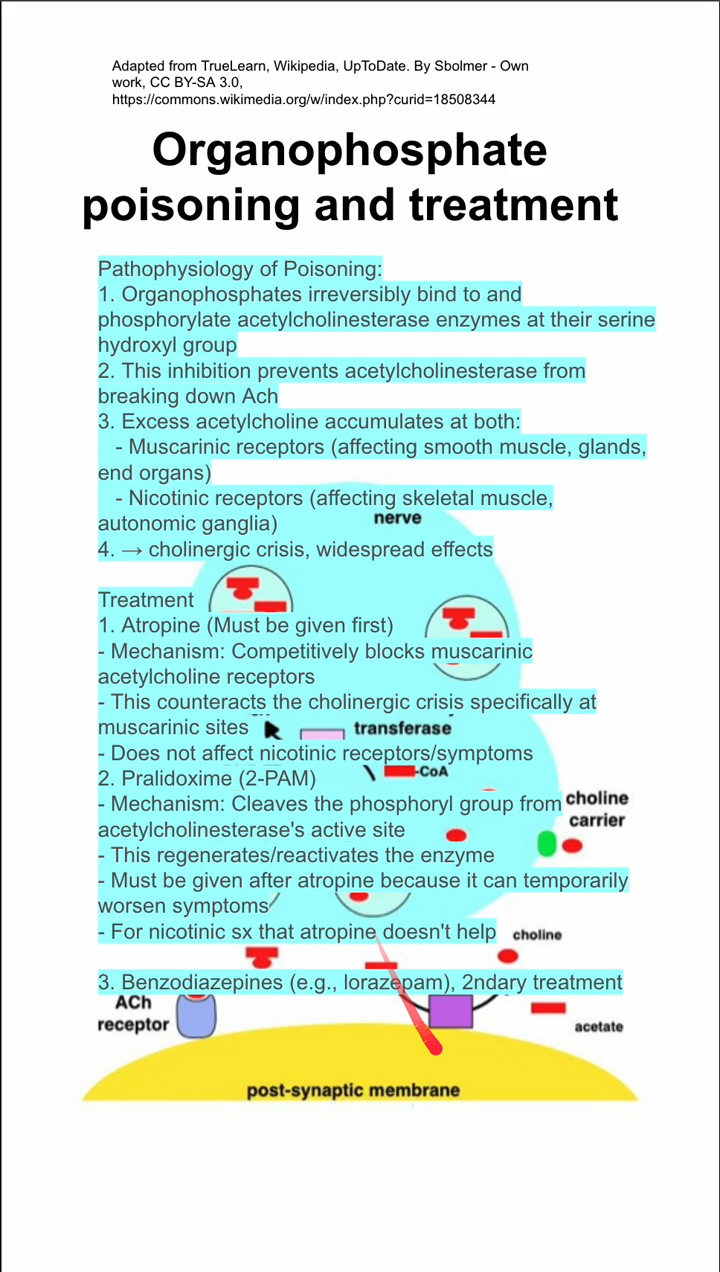 Adapted from TrueLearn, Wikipedia, UpToDate. By Sbolmer - Own
work, CC BY-SA 3.0,
https://commons.wikimedia.org/w/index.php?curid=18508344
Organophosphate
poisoning and treatment
Pathophysiology of Poisoning:
1. Organophosphates irreversibly bind to and
phosphorylate acetylcholinesterase enzymes at their serine
hydroxyl group
2. This inhibition prevents acetylcholinesterase from
breaking down Ach
3. Excess acetylcholine accumulates at both:
- Muscarinic receptors (affecting smooth muscle, glands,
end organs)
- Nicotinic receptors (affecting skeletal muscle,
autonomic ganglia)
nerve
4. → cholinergic crisis, widespread effects
Treatment
1. Atropine (Must be given first)
- Mechanism: Competitively blocks muscarinic
acetylcholine receptors
- This counteracts the cholinergic crisis specifically at
muscarinic sites
transferase
- Does not affect nicotinic receptors/symptoms
2. Pralidoxime (2-PAM)
-CoA
- Mechanism: Cleaves the phosphoryl group from
acetylcholinesterase's active site
choline
carrier
- This regenerates/reactivates the enzyme
- Must be given after atropine because it can temporarily
worsen symptoms
- For nicotinic sx that atropine doesn't help
choline
3. Benzodiazepines (e.g., lorazepam), 2ndary treatment
ACh
receptor
acetate
post-synaptic membrane